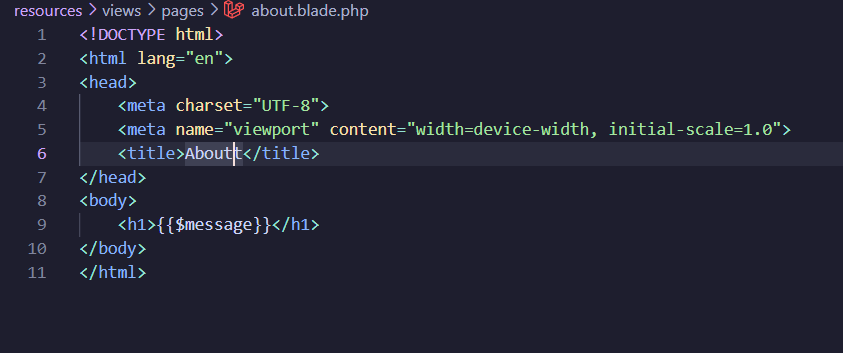 resources > views > pages > about.blade.php
1 <!DOCTYPE html>
2 <html lang="en">
3 <head>
4     <meta charset="UTF-8">
5     <meta name="viewport" content="width=device-width, initial-scale=1.0">
6     <title>Aboutt</title>
7 </head>
8 <body>
9     <h1>{{$message}}</h1>
10 </body>
11 </html>